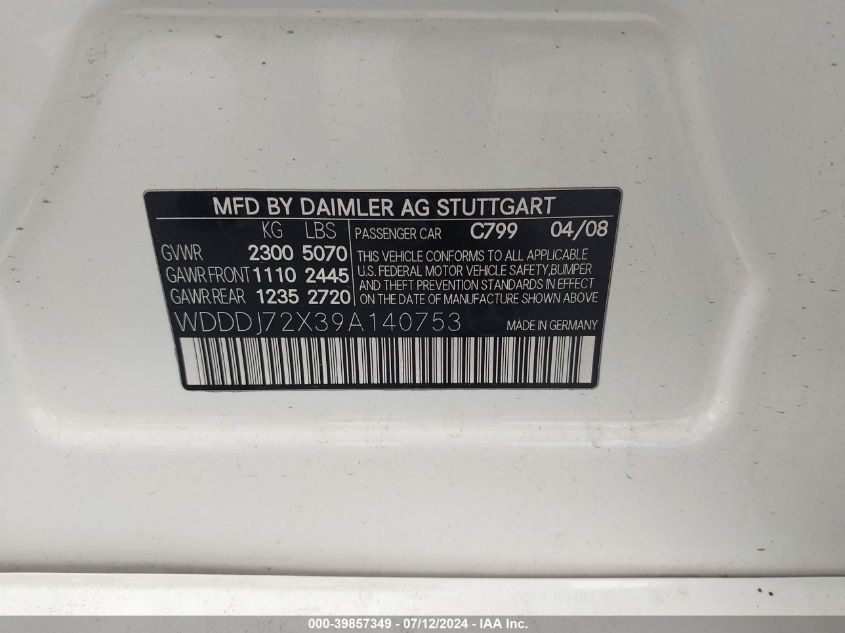 MFD BY DAIMLER AG STUTTGART
KG LBS
GVWR 2300 5070
GAWR FRONT 1110 2445
GAWR REAR 1235 2720
PASSENGER CAR C799 04/08
THIS VEHICLE CONFORMS TO ALL APPLICABLE
U.S. FEDERAL MOTOR VEHICLE SAFETY,BUMPER
AND THEFT PREVENTION STANDARDS IN EFFECT
ON THE DATE OF MANUFACTURE SHOWN ABOVE
WDDDJ72X39A140753 MADE IN GERMANY
000-39857349 - 07/12/2024 - IAA Inc.